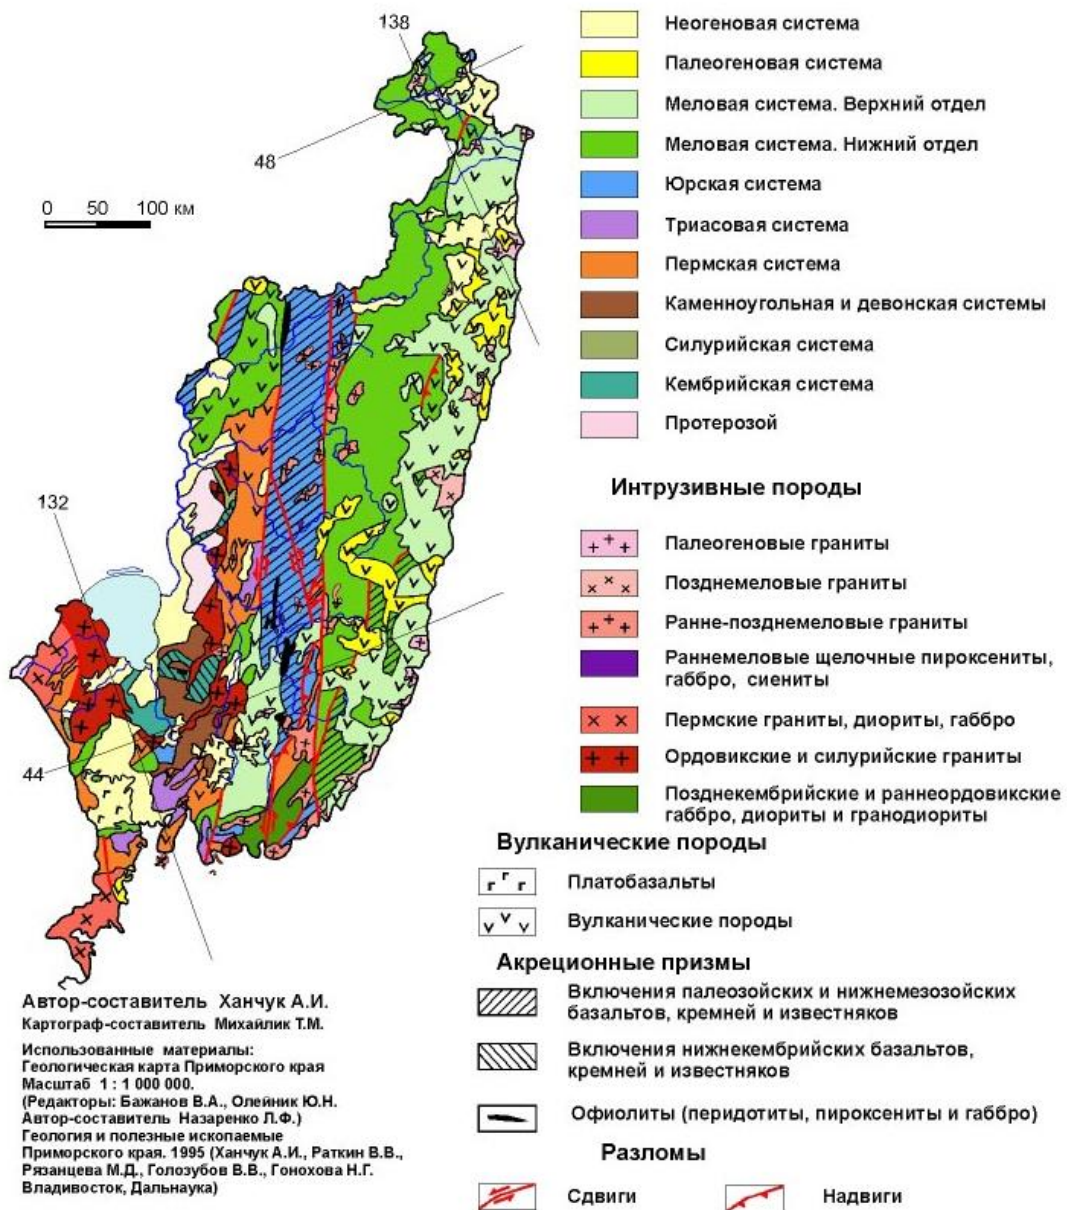 138
48
0 50 100 км
132
44
Неогеновая система
Палеогеновая система
Меловая система. Верхний отдел
Меловая система. Нижний отдел
Юрская система
Триасовая система
Пермская система
Каменноугольная и девонская системы
Силурийская система
Кембрийская система
Протерозой
Интрузивные породы
Палеогеновые граниты
Позднемеловые граниты
Ранне-позднемеловые граниты
Раннемеловые щелочные пироксениты,
габбро, сиениты
Пермские граниты, диориты, габбро
Ордовикские и силурийские граниты
Позднекембрийские и раннеордовикские
габбро, диориты и гранодиориты
Вулканические породы
Платобазальты
Вулканические породы
Акреционные призмы
Включения палеозойских и нижнемезозойских
базальтов, кремней и известняков
Включения нижнекембрийских базальтов,
кремней и известняков
Офиолиты (перидотиты, пироксениты и габбро)
Разломы
Сдвиги
Надвиги
Автор-составитель Ханчук А.И.
Картограф-составитель Михайлик Т.М.
Использованные материалы:
Геологическая карта Приморского края
Масштаб 1 : 1 000 000.
(Редакторы: Бажанов В.А., Олейник Ю.Н.
Автор-составитель Назаренко Л.Ф.)
Геология и полезные ископаемые
Приморского края. 1995 (Ханчук А.И., Раткин В.В.,
Рязанцева М.Д., Голозубов В.В., Гонохова Н.Г.
Владивосток, Дальнаука)